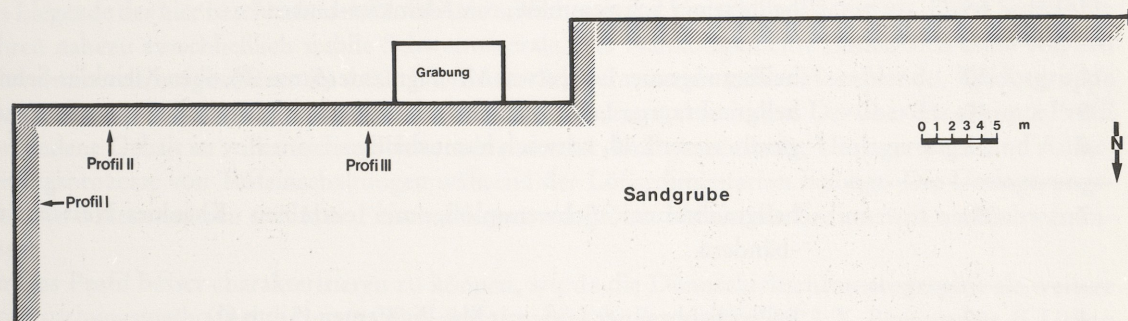 Grabung
0 1 2 3 4 5 m
N
Profil II
Profil III
Sandgrube
Profil I